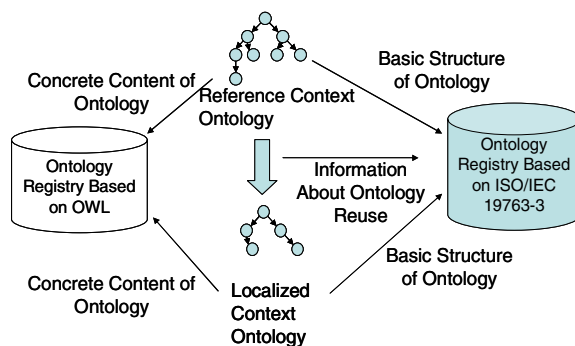 Concrete Content of
Ontology
Reference Context
Ontology
Basic Structure
of Ontology
Ontology
Registry Based
on OWL
Information
About Ontology
Reuse
Ontology
Registry Based
on ISO/IEC
19763-3
Concrete Content of
Ontology
Localized
Context
Ontology
Basic Structure
of Ontology